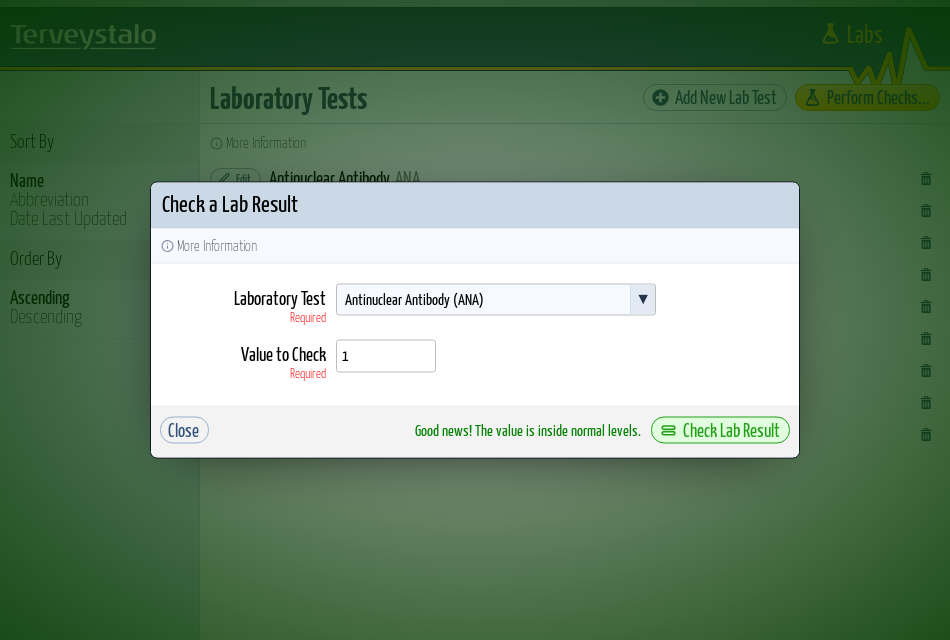 Terveystalo
Labs
Laboratory Tests
Add New Lab Test
Perform Checks...
Sort By
More Information
Name
Abbreviation
Date Last Updated
Edit
Antinuclear Antibody ANA
Order By
Ascending
Descending
Check a Lab Result
More Information
Laboratory Test
Required
Antinuclear Antibody (ANA)
Value to Check
Required
1
Close
Good news! The value is inside normal levels.
Check Lab Result